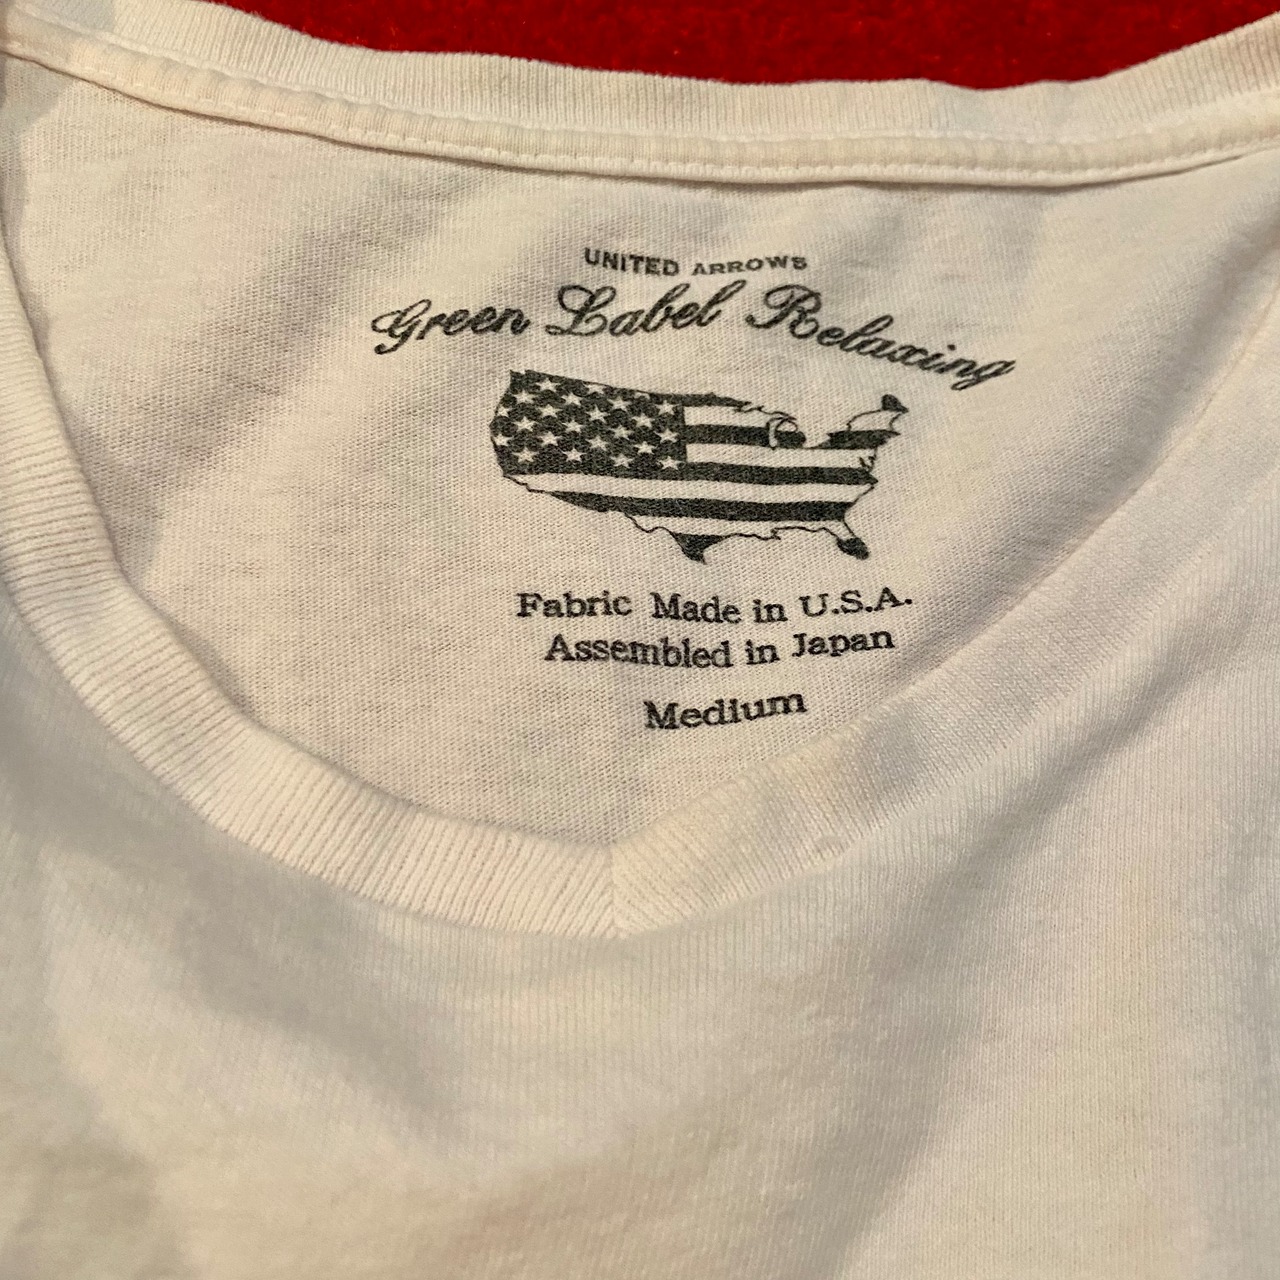 UNITED ARROWS
Green Label Relaxing
Fabric Made in U.S.A.
Assembled in Japan
Medium